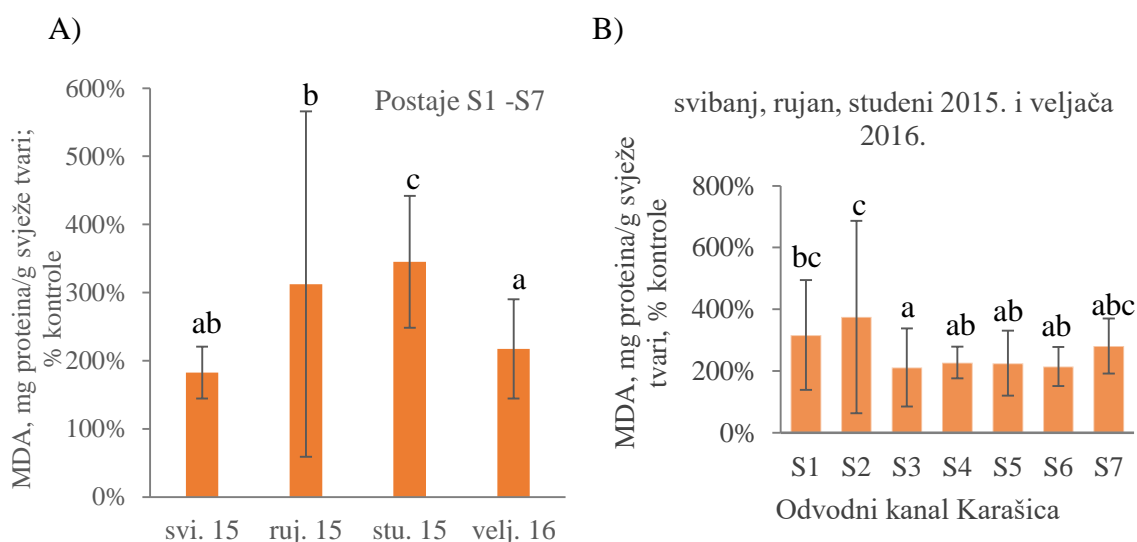 A)
MDA, mg proteina/g svježe tvari;
% kontrole
600%
500%
400%
300%
200%
100%
0%
Postaje S1 -S7
ab
b
c
a
svi. 15
ruj. 15
stu. 15
velj. 16
B)
svibanj, rujan, studeni 2015. i veljača
2016.
MDA, mg proteina/g svježe
tvari, % kontrole
800%
600%
400%
200%
0%
bc
c
a
ab
ab
ab
abc
S1
S2
S3
S4
S5
S6
S7
Odvodni kanal Karašica